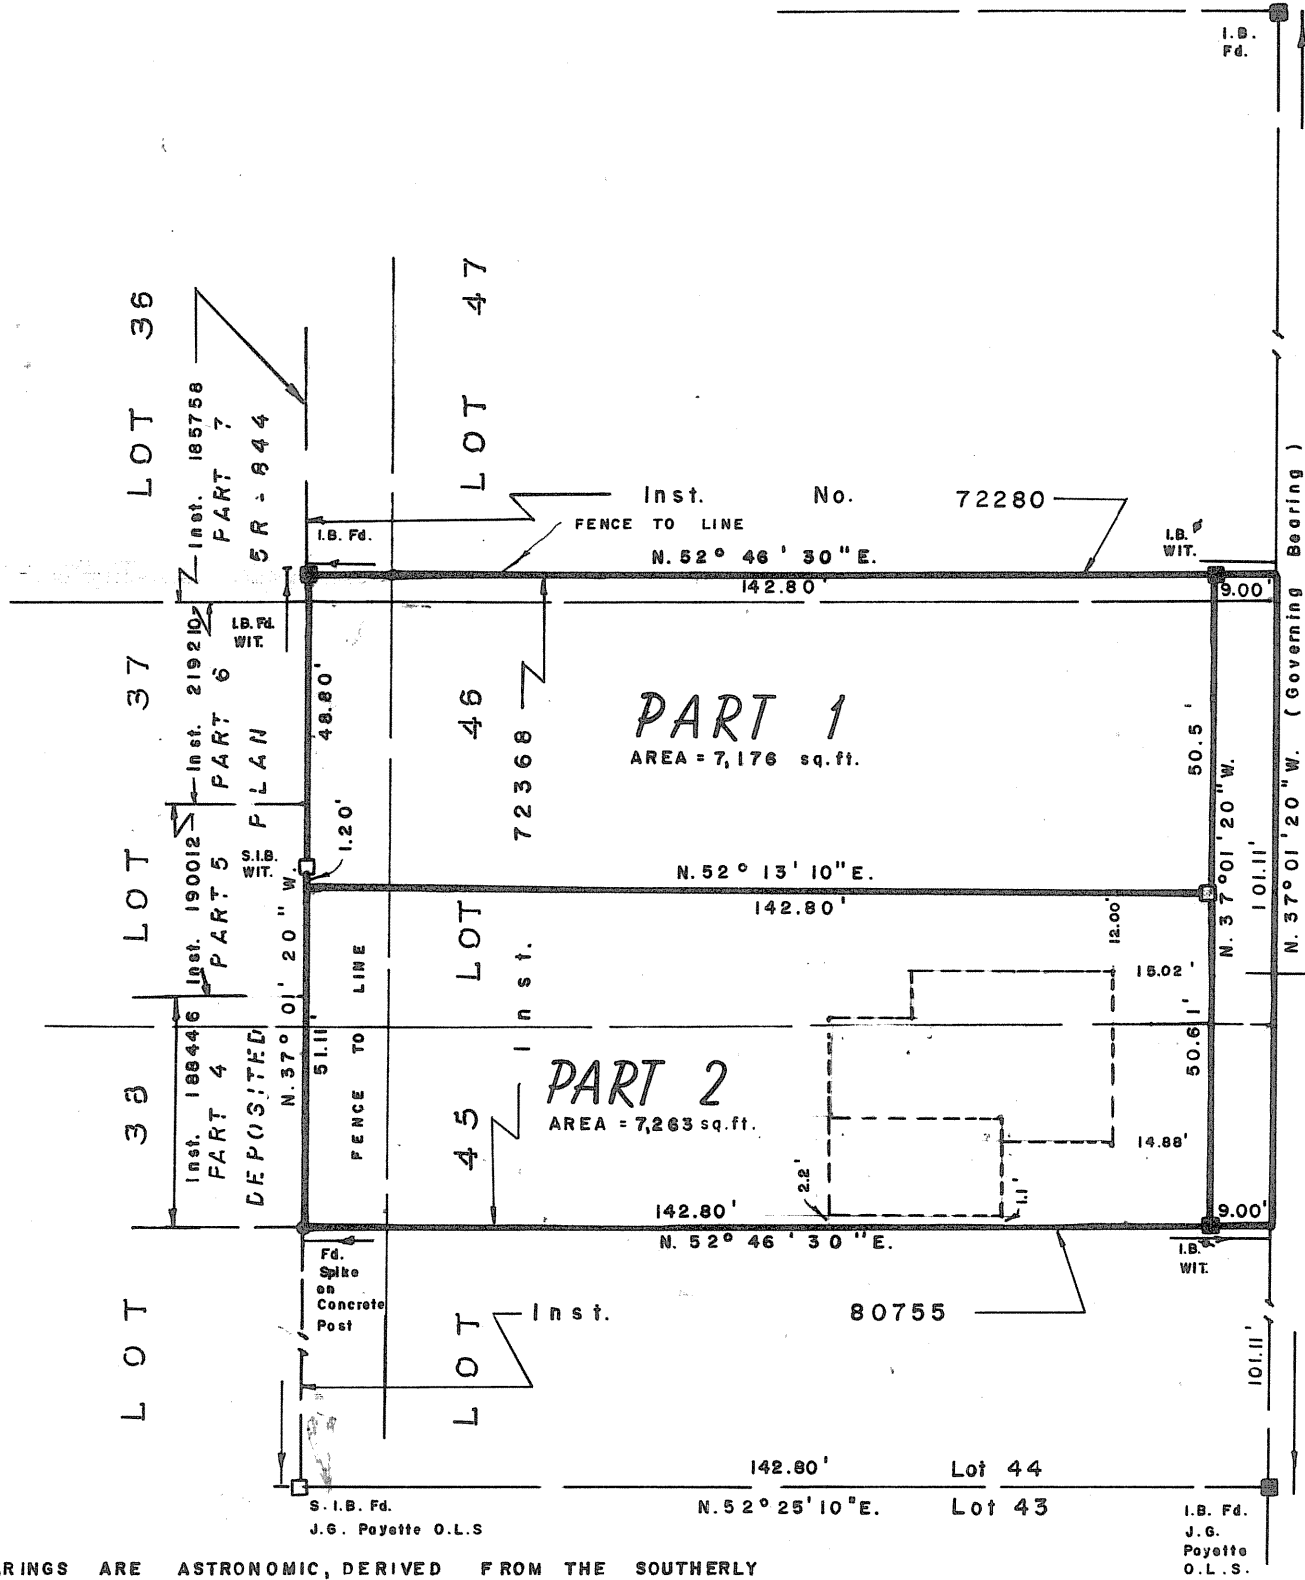 I.B.
Fd.
LOT 36
Inst. 185758
PART 7
5R-844
LOT 47
Inst. No. 72280
FENCE TO LINE
I.B. Fd.
I.B.
WIT.
N. 52° 46' 30" E.
142.80'
9.00'
N. 37° 01' 20" W. (Governing Bearing)
101.11'
I.B. Fd.
WIT.
48.80'
LOT 37
Inst. 219210
PART 6
Inst. 190012
PART 5
LOT 46
Inst. 72368
PART 1
AREA = 7,176 sq.ft.
50.5'
N. 37° 01' 20" W.
S.I.B.
WIT.
1.20'
N. 52° 13' 10" E.
142.80'
12.00'
15.02'
50.61'
14.88'
LOT 38
Inst. 188446
PART 4
DEPOSITED PLAN
N. 37° 01' 20" W.
51.11'
FENCE TO LINE
LOT 45
PART 2
AREA = 7,263 sq.ft.
2.2'
1.1'
142.80'
N. 52° 46' 30" E.
9.00'
I.B.
WIT.
Fd.
Spike
on
Concrete
Post
Inst. 80755
101.11'
142.80' Lot 44
N. 52° 25' 10" E. Lot 43
S.I.B. Fd.
J.G. Payette O.L.S
I.B. Fd.
J.G.
Payette
O.L.S.
ARINGS ARE ASTRONOMIC, DERIVED FROM THE SOUTHERLY